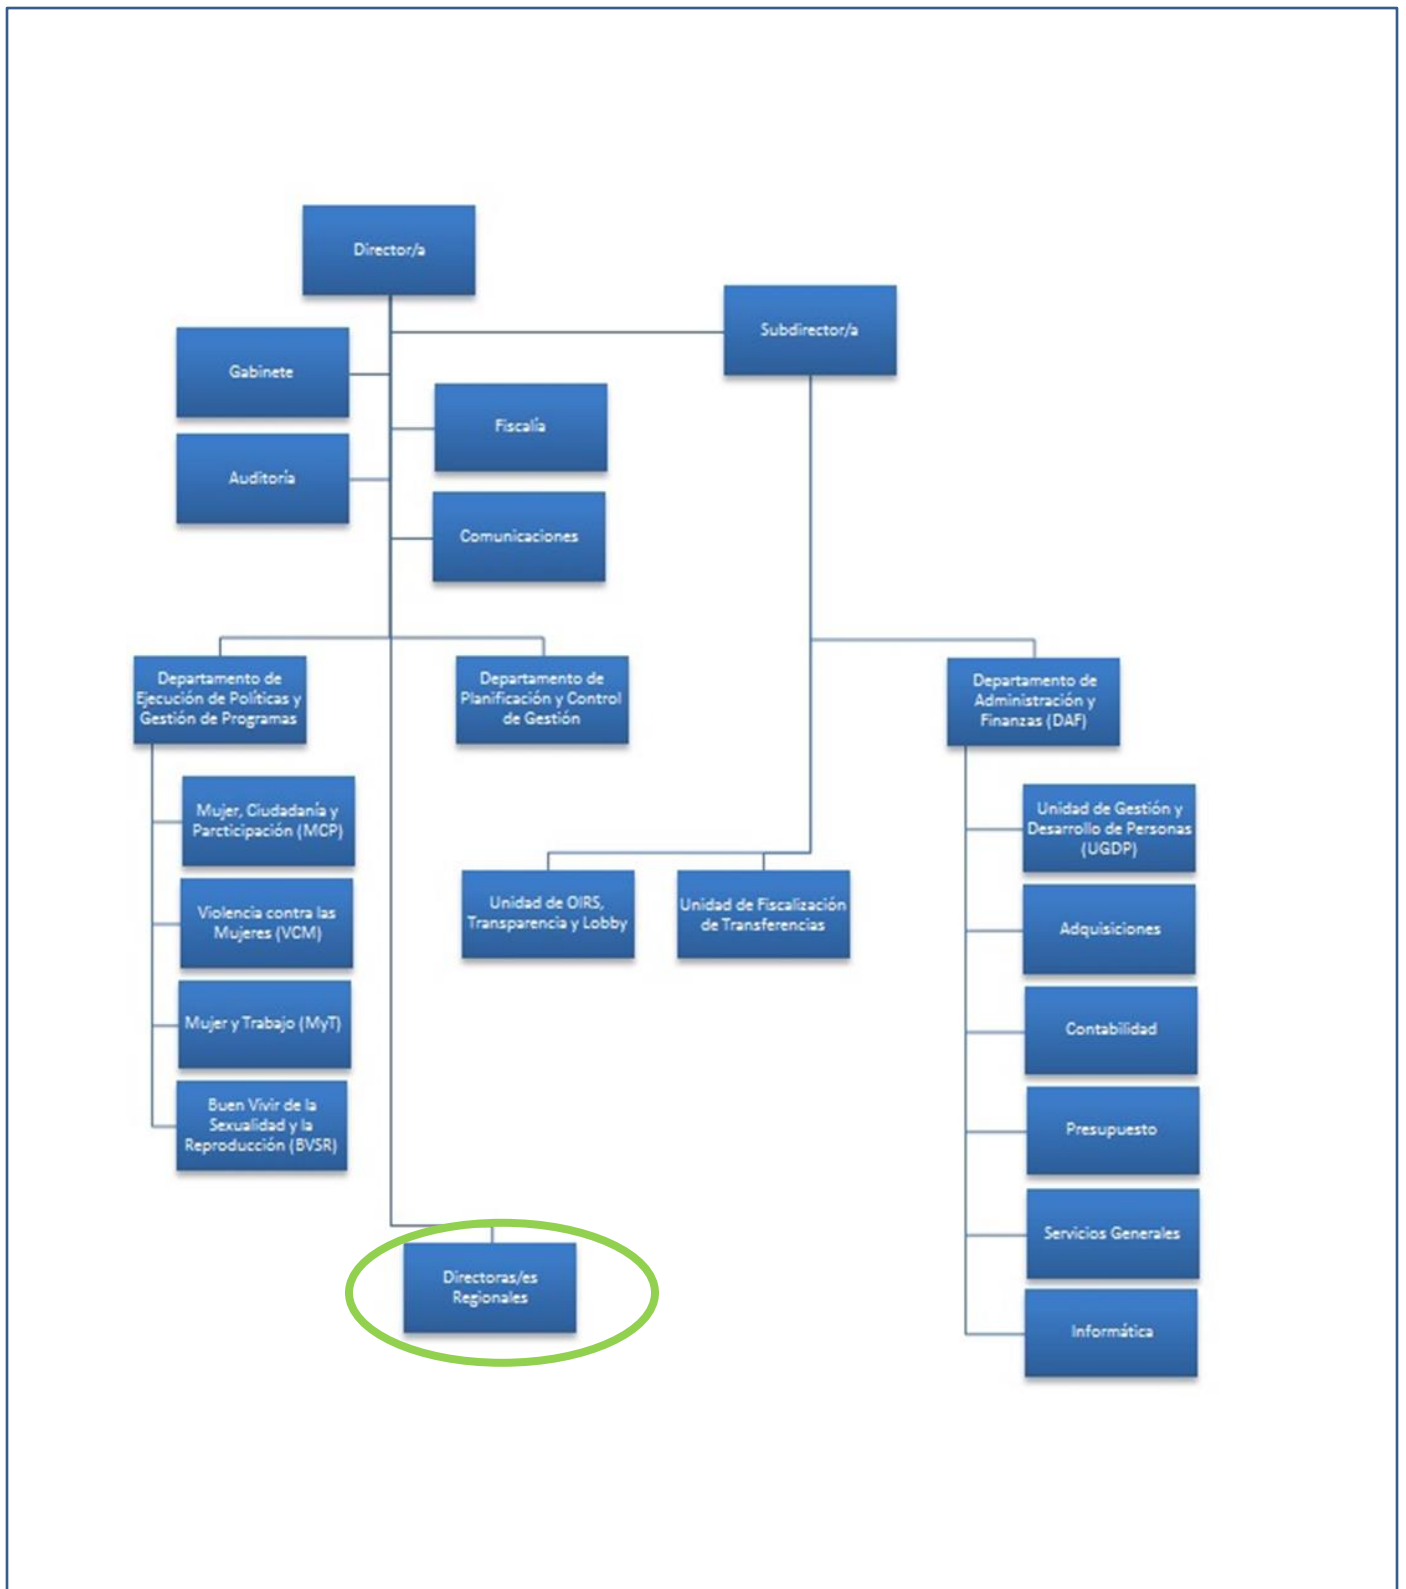 Director/a
Subdirector/a
Gabinete
Fiscalía
Auditoría
Comunicaciones
Departamento de
Ejecución de Políticas y
Gestión de Programas
Departamento de
Planificación y Control
de Gestión
Departamento de
Administración y
Finanzas (DAF)
Mujer, Ciudadanía y
Parcticipación (MCP)
Violencia contra las
Mujeres (VCM)
Mujer y Trabajo (MyT)
Buen Vivir de la
Sexualidad y la
Reproducción (BVSR)
Unidad de OIRS,
Transparencia y Lobby
Unidad de Fiscalización
de Transferencias
Unidad de Gestión y
Desarrollo de Personas
(UGDP)
Adquisiciones
Contabilidad
Presupuesto
Servicios Generales
Informática
Directoras/es
Regionales